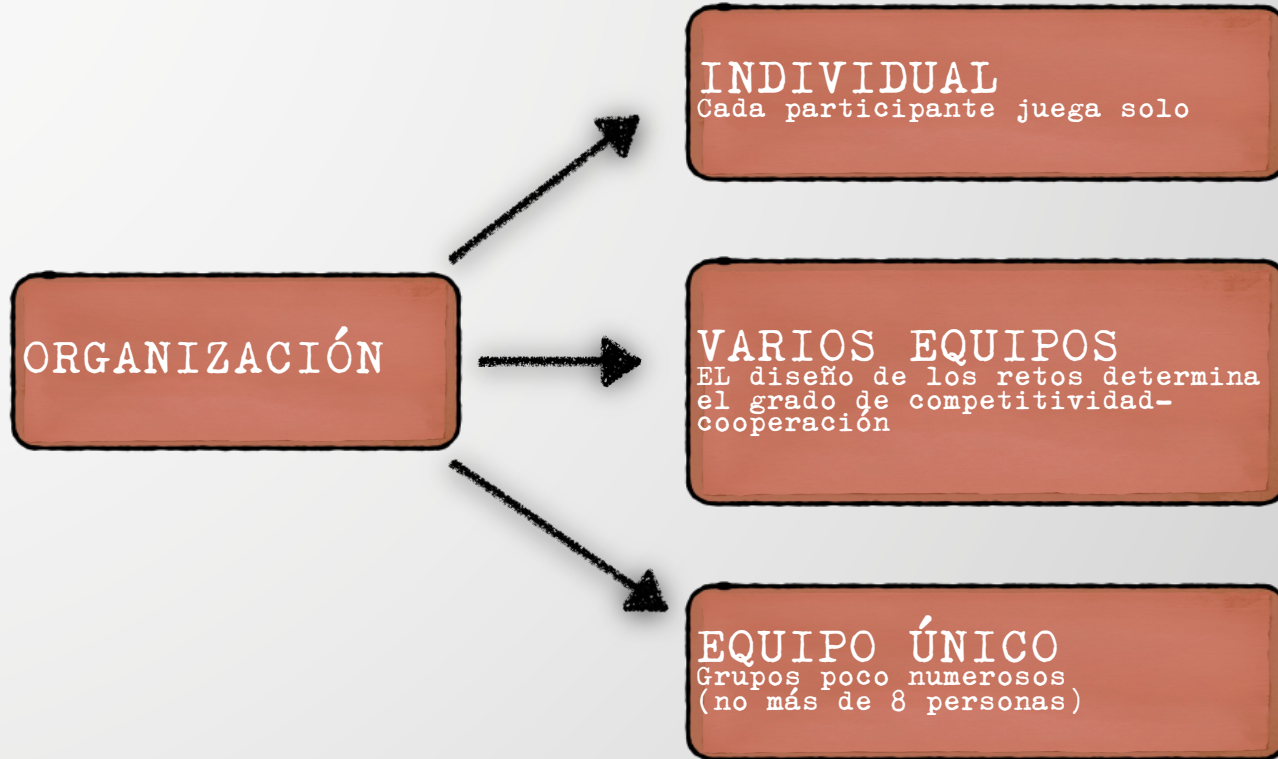 ORGANIZACIÓN
INDIVIDUAL
Cada participante juega solo
VARIOS EQUIPOS
EL diseño de los retos determina
el grado de competitividad-
cooperación
EQUIPO ÚNICO
Grupos poco numerosos
(no más de 8 personas)